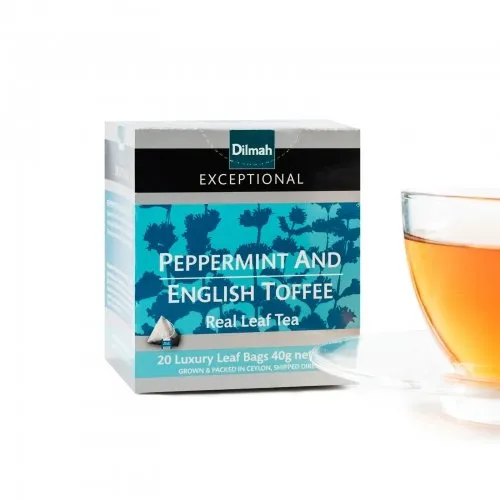 Dilmah
EXCEPTIONAL
PEPPERMINT AND
ENGLISH TOFFEE
Real Leaf Tea
20 Luxury Leaf Bags 40g ne
GROWN & PACKED IN CEYLON, SHIPPED DIRE